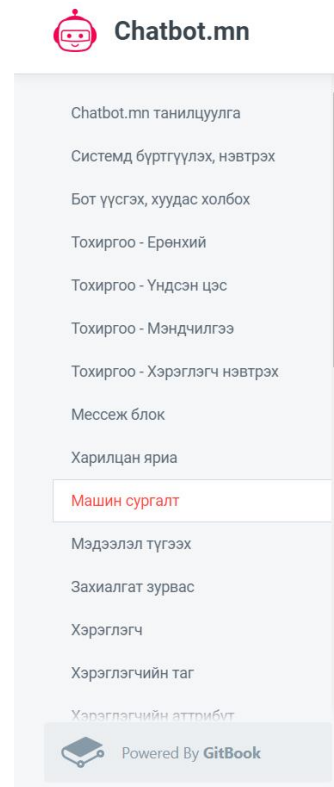 Chatbot.mn
Chatbot.mn танилцуулга
Системд бүртгүүлэх, нэвтрэх
Бот үүсгэх, хуудас холбох
Тохиргоо - Ерөнхий
Тохиргоо - Үндсэн цэс
Тохиргоо - Мэндчилгээ
Тохиргоо - Хэрэглэгч нэвтрэх
Мессеж блок
Харилцан яриа
Машин сургалт
Мэдээлэл түгээх
Захиалгат зурвас
Хэрэглэгч
Хэрэглэгчийн таг
Хэрэглэгчийн аттрибут
Powered By GitBook